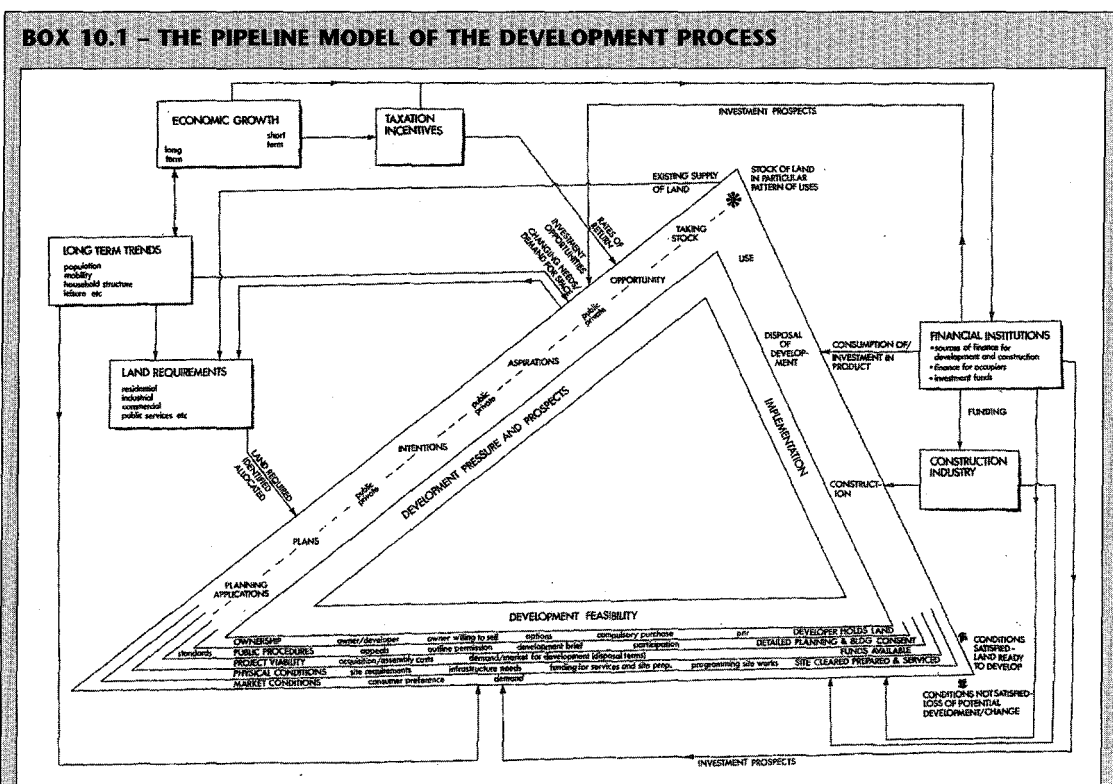 BOX 10.1 – THE PIPELINE MODEL OF THE DEVELOPMENT PROCESS
ECONOMIC GROWTH
short
term
long
term
TAXATION
INCENTIVES
INVESTMENT PROSPECTS
EXISTING SUPPLY
OF LAND
STOCK OF LAND
IN PARTICULAR
PATTERN OF USES
LONG TERM TRENDS
population
mobility
household structure
leisure etc
RATES OF
RETURN
INVESTMENT
OPPORTUNITIES
CHANGING NEEDS/
DEMAND FOR SPACE
TAKING
STOCK
USE
OPPORTUNITY
public
private
LAND REQUIREMENTS
residential
industrial
commercial
public services etc
ASPIRATIONS
public
private
DISPOSAL
OF
DEVELOP-
MENT
CONSUMPTION OF/
INVESTMENT IN
PRODUCT
FINANCIAL INSTITUTIONS
• sources of finance for
development and construction
• finance for occupiers
• investment funds
FUNDING
INTENTIONS
public
private
DEVELOPMENT PRESSURE AND PROSPECTS
IMPLEMENTATION
LAND REQUIRED
IDENTIFIED
ALLOCATED
CONSTRUCT-
ION
CONSTRUCTION
INDUSTRY
PLANS
PLANNING
APPLICATIONS
DEVELOPMENT FEASIBILITY
OWNERSHIP owner/developer owner willing to sell options compulsory purchase DEVELOPER HOLDS LAND
standards PUBLIC PROCEDURES appeals outline permission development brief participation DETAILED PLANNING & BLDG CONSENT
PROJECT VIABILITY acquisition/assembly costs demand/market for development (disposal terms) FUNDS AVAILABLE
PHYSICAL CONDITIONS site requirements infrastructure needs funding for services and site prep. programming site works SITE CLEARED PREPARED & SERVICED
MARKET CONDITIONS consumer preference demand
CONDITIONS
SATISFIED-
LAND READY
TO DEVELOP
CONDITIONS NOT SATISFIED-
LOSS OF POTENTIAL
DEVELOPMENT/CHANGE
INVESTMENT PROSPECTS